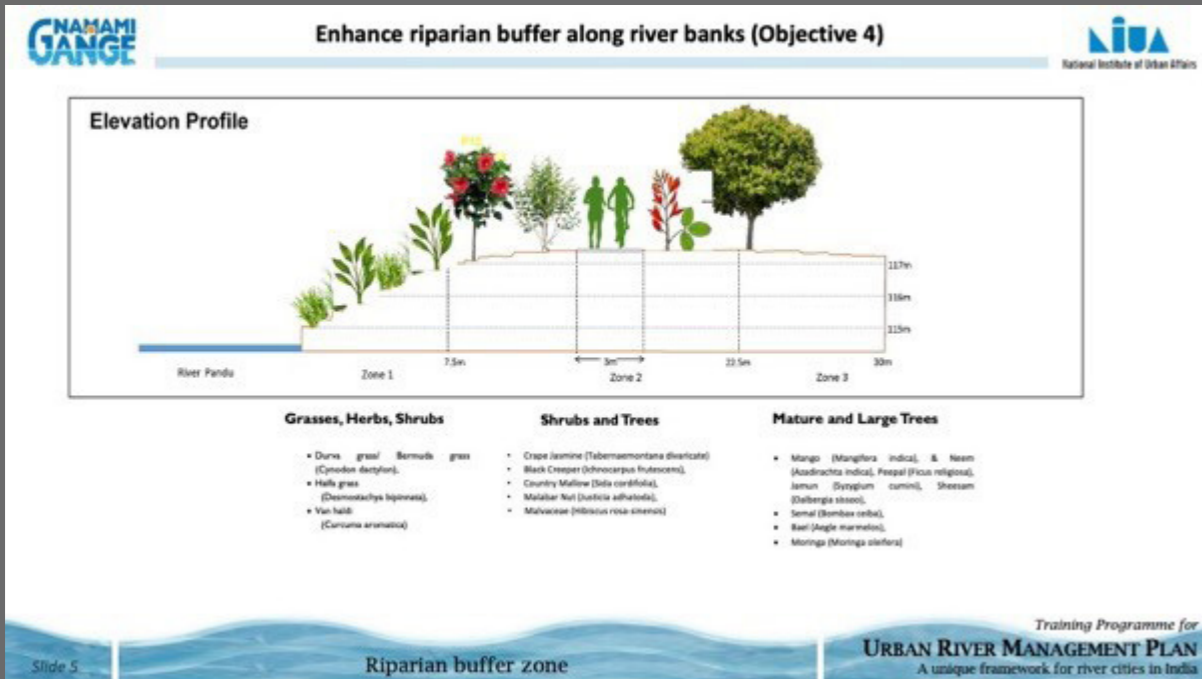 NAMAMI
GANGE
Enhance riparian buffer along river banks (Objective 4)
NIUA
National Institute of Urban Affairs
Elevation Profile
117m
116m
115m
7.5m
3m
22.5m
30m
River Pandu
Zone 1
Zone 2
Zone 3
Grasses, Herbs, Shrubs
• Durva grass/ Bermuda grass
(Cynodon dactylon),
• Halfa grass
(Desmostachya bipinnata),
• Van haldi
(Curcuma aromatica)
Shrubs and Trees
• Crape Jasmine (Tabernaemontana divaricate)
• Black Creeper (Ichnocarpus frutescens),
• Country Mallow (Sida cordifolia),
• Malabar Nut (Justicia adhatoda),
• Malvaceae (Hibiscus rosa-sinensis)
Mature and Large Trees
• Mango (Mangifera indica), & Neem
(Azadirachta indica), Peepal (Ficus religiosa),
Jamun (Syzygium cumini), Sheesam
(Dalbergia sissoo),
• Semal (Bombax ceiba),
• Bael (Aegle marmelos),
• Moringa (Moringa oleifera)
Slide 5
Riparian buffer zone
Training Programme for
URBAN RIVER MANAGEMENT PLAN
A unique framework for river cities in India